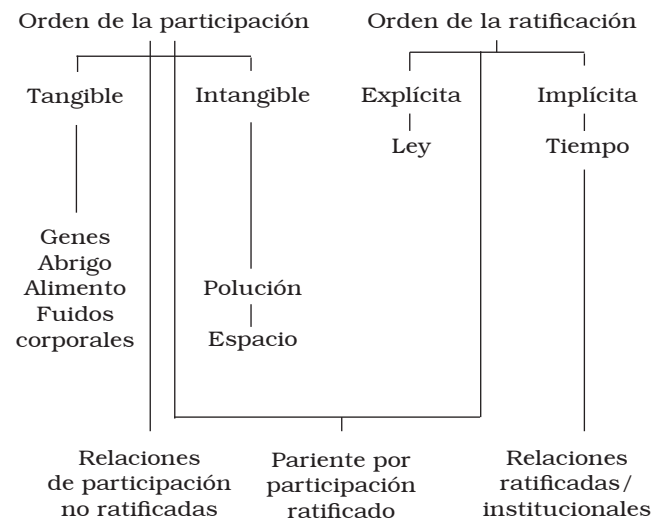 Orden de la participación
Orden de la ratificación
Tangible
Intangible
Explícita
Implícita
Ley
Tiempo
Genes
Abrigo
Alimento
Fluidos
corporales
Polución
Espacio
Relaciones
de participación
no ratificadas
Pariente por
participación
ratificado
Relaciones
ratificadas/
institucionales